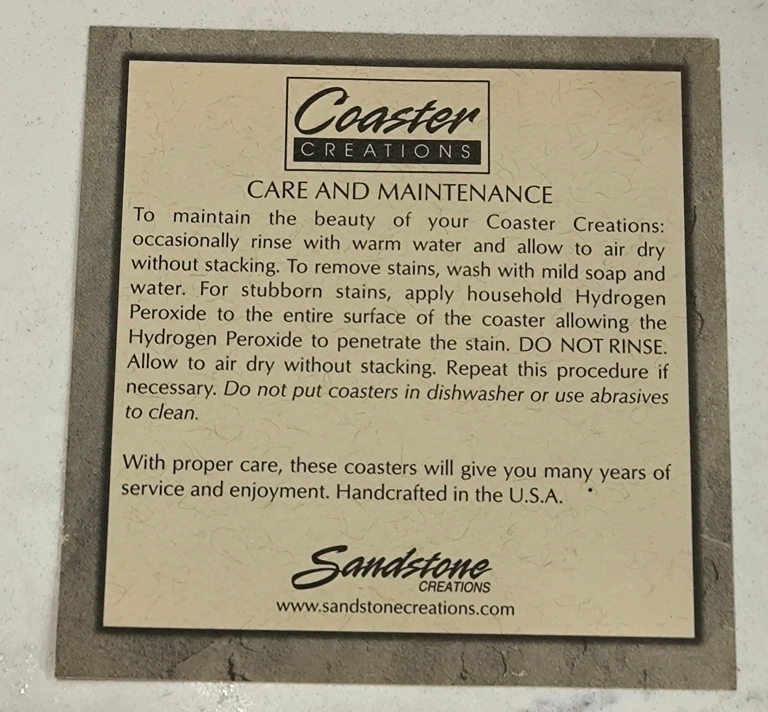 Coaster
CREATIONS
CARE AND MAINTENANCE
To maintain the beauty of your Coaster Creations:
occasionally rinse with warm water and allow to air dry
without stacking. To remove stains, wash with mild soap and
water. For stubborn stains, apply household Hydrogen
Peroxide to the entire surface of the coaster allowing the
Hydrogen Peroxide to penetrate the stain. DO NOT RINSE.
Allow to air dry without stacking. Repeat this procedure if
necessary. Do not put coasters in dishwasher or use abrasives
to clean.
With proper care, these coasters will give you many years of
service and enjoyment. Handcrafted in the U.S.A.
Sandstone
CREATIONS
www.sandstonecreations.com